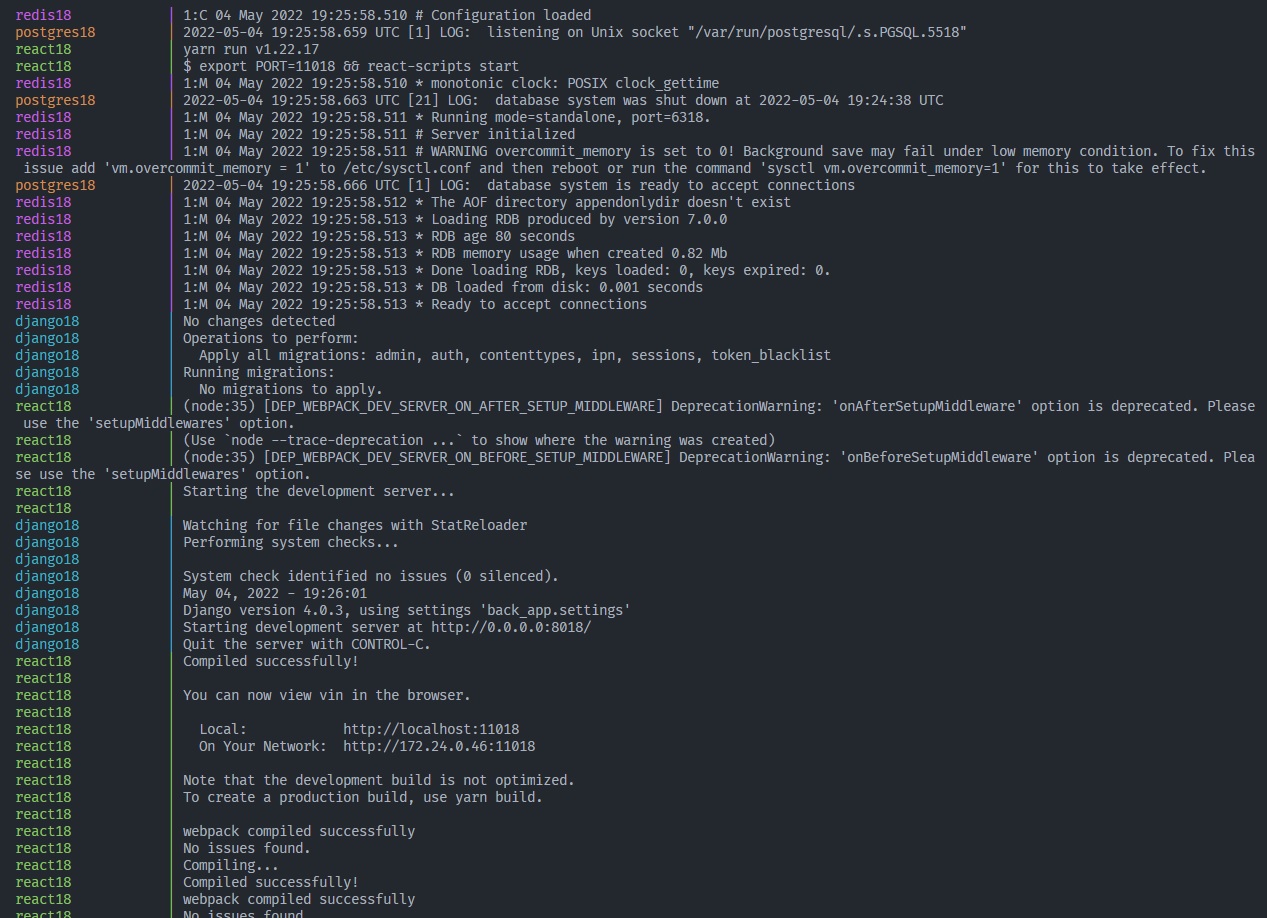 redis18 | 1:C 04 May 2022 19:25:58.510 # Configuration loaded
postgres18 | 2022-05-04 19:25:58.659 UTC [1] LOG:  listening on Unix socket "/var/run/postgresql/.s.PGSQL.5518"
react18 | yarn run v1.22.17
react18 | $ export PORT=11018 && react-scripts start
redis18 | 1:M 04 May 2022 19:25:58.510 * monotonic clock: POSIX clock_gettime
postgres18 | 2022-05-04 19:25:58.663 UTC [21] LOG:  database system was shut down at 2022-05-04 19:24:38 UTC
redis18 | 1:M 04 May 2022 19:25:58.511 * Running mode=standalone, port=6318.
redis18 | 1:M 04 May 2022 19:25:58.511 # Server initialized
redis18 | 1:M 04 May 2022 19:25:58.511 # WARNING overcommit_memory is set to 0! Background save may fail under low memory condition. To fix this
issue add 'vm.overcommit_memory = 1' to /etc/sysctl.conf and then reboot or run the command 'sysctl vm.overcommit_memory=1' for this to take effect.
postgres18 | 2022-05-04 19:25:58.666 UTC [1] LOG:  database system is ready to accept connections
redis18 | 1:M 04 May 2022 19:25:58.512 * The AOF directory appendonlydir doesn't exist
redis18 | 1:M 04 May 2022 19:25:58.513 * Loading RDB produced by version 7.0.0
redis18 | 1:M 04 May 2022 19:25:58.513 * RDB age 80 seconds
redis18 | 1:M 04 May 2022 19:25:58.513 * RDB memory usage when created 0.82 Mb
redis18 | 1:M 04 May 2022 19:25:58.513 * Done loading RDB, keys loaded: 0, keys expired: 0.
redis18 | 1:M 04 May 2022 19:25:58.513 * DB loaded from disk: 0.001 seconds
redis18 | 1:M 04 May 2022 19:25:58.513 * Ready to accept connections
django18 | No changes detected
django18 | Operations to perform:
django18 |   Apply all migrations: admin, auth, contenttypes, ipn, sessions, token_blacklist
django18 | Running migrations:
django18 |   No migrations to apply.
react18 | (node:35) [DEP_WEBPACK_DEV_SERVER_ON_AFTER_SETUP_MIDDLEWARE] DeprecationWarning: 'onAfterSetupMiddleware' option is deprecated. Please
use the 'setupMiddlewares' option.
react18 | (Use `node --trace-deprecation ...` to show where the warning was created)
react18 | (node:35) [DEP_WEBPACK_DEV_SERVER_ON_BEFORE_SETUP_MIDDLEWARE] DeprecationWarning: 'onBeforeSetupMiddleware' option is deprecated. Plea
se use the 'setupMiddlewares' option.
react18 | Starting the development server...
react18 |
django18 | Watching for file changes with StatReloader
django18 | Performing system checks...
django18 |
django18 | System check identified no issues (0 silenced).
django18 | May 04, 2022 - 19:26:01
django18 | Django version 4.0.3, using settings 'back_app.settings'
django18 | Starting development server at http://0.0.0.0:8018/
django18 | Quit the server with CONTROL-C.
react18 | Compiled successfully!
react18 |
react18 | You can now view vin in the browser.
react18 |
react18 |   Local:            http://localhost:11018
react18 |   On Your Network:  http://172.24.0.46:11018
react18 |
react18 | Note that the development build is not optimized.
react18 | To create a production build, use yarn build.
react18 |
react18 | webpack compiled successfully
react18 | No issues found.
react18 | Compiling...
react18 | Compiled successfully!
react18 | webpack compiled successfully
react18 | No issues found